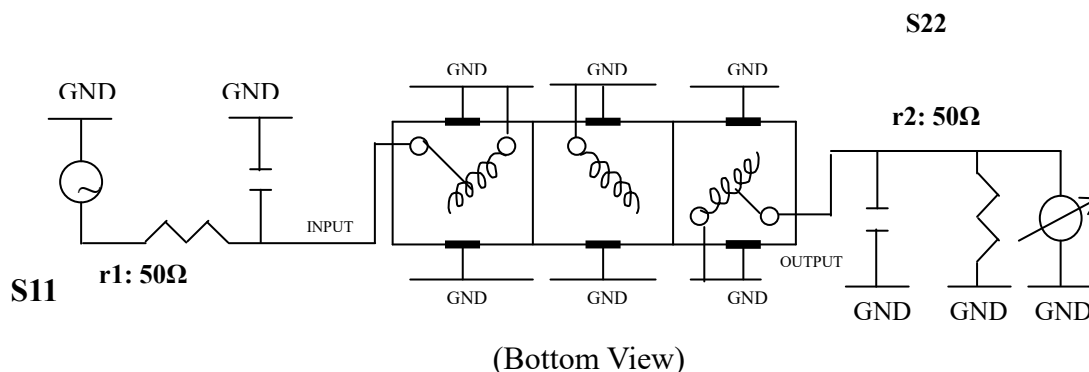 S22
GND
GND
GND
GND
GND
r2: 50Ω
INPUT
r1: 50Ω
S11
OUTPUT
GND
GND
GND
GND
GND
GND
(Bottom View)